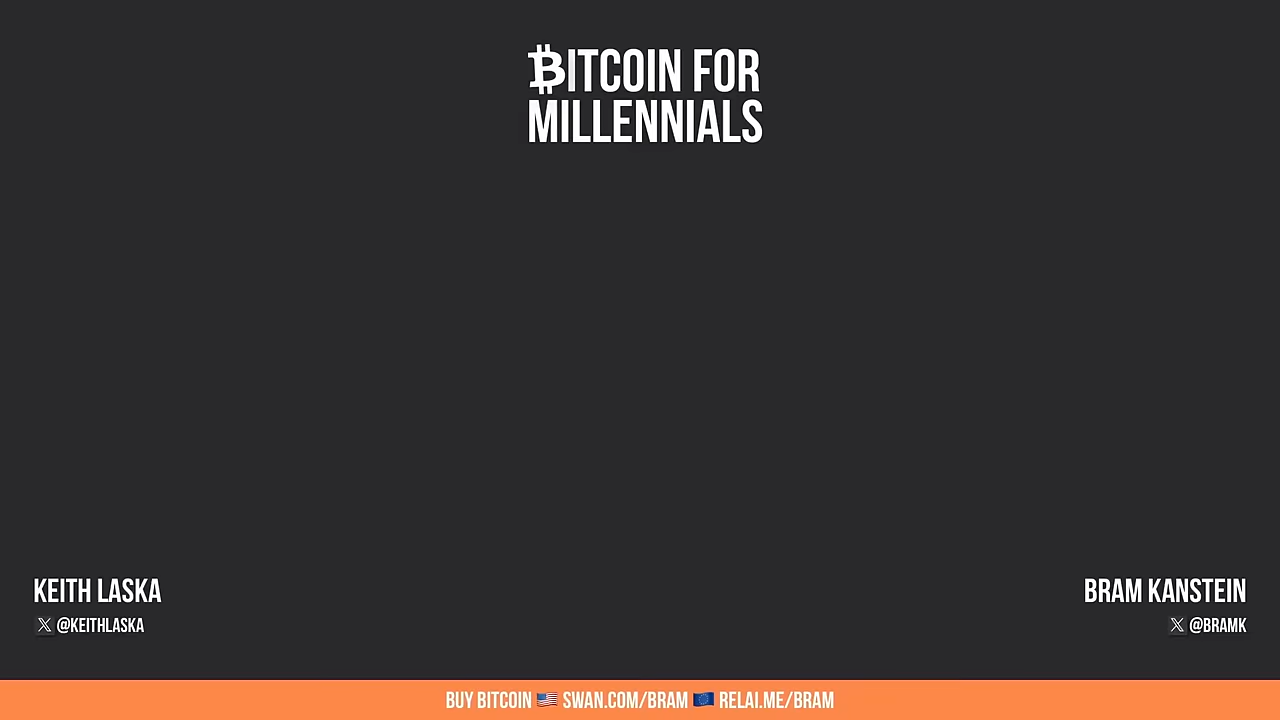 ₿ITCOIN FOR
MILLENNIALS
KEITH LASKA
𝕏 @KEITHLASKA
BRAM KANSTEIN
𝕏 @BRAMK
BUY BITCOIN 🇺🇸 SWAN.COM/BRAM 🇪🇺 RELAI.ME/BRAM